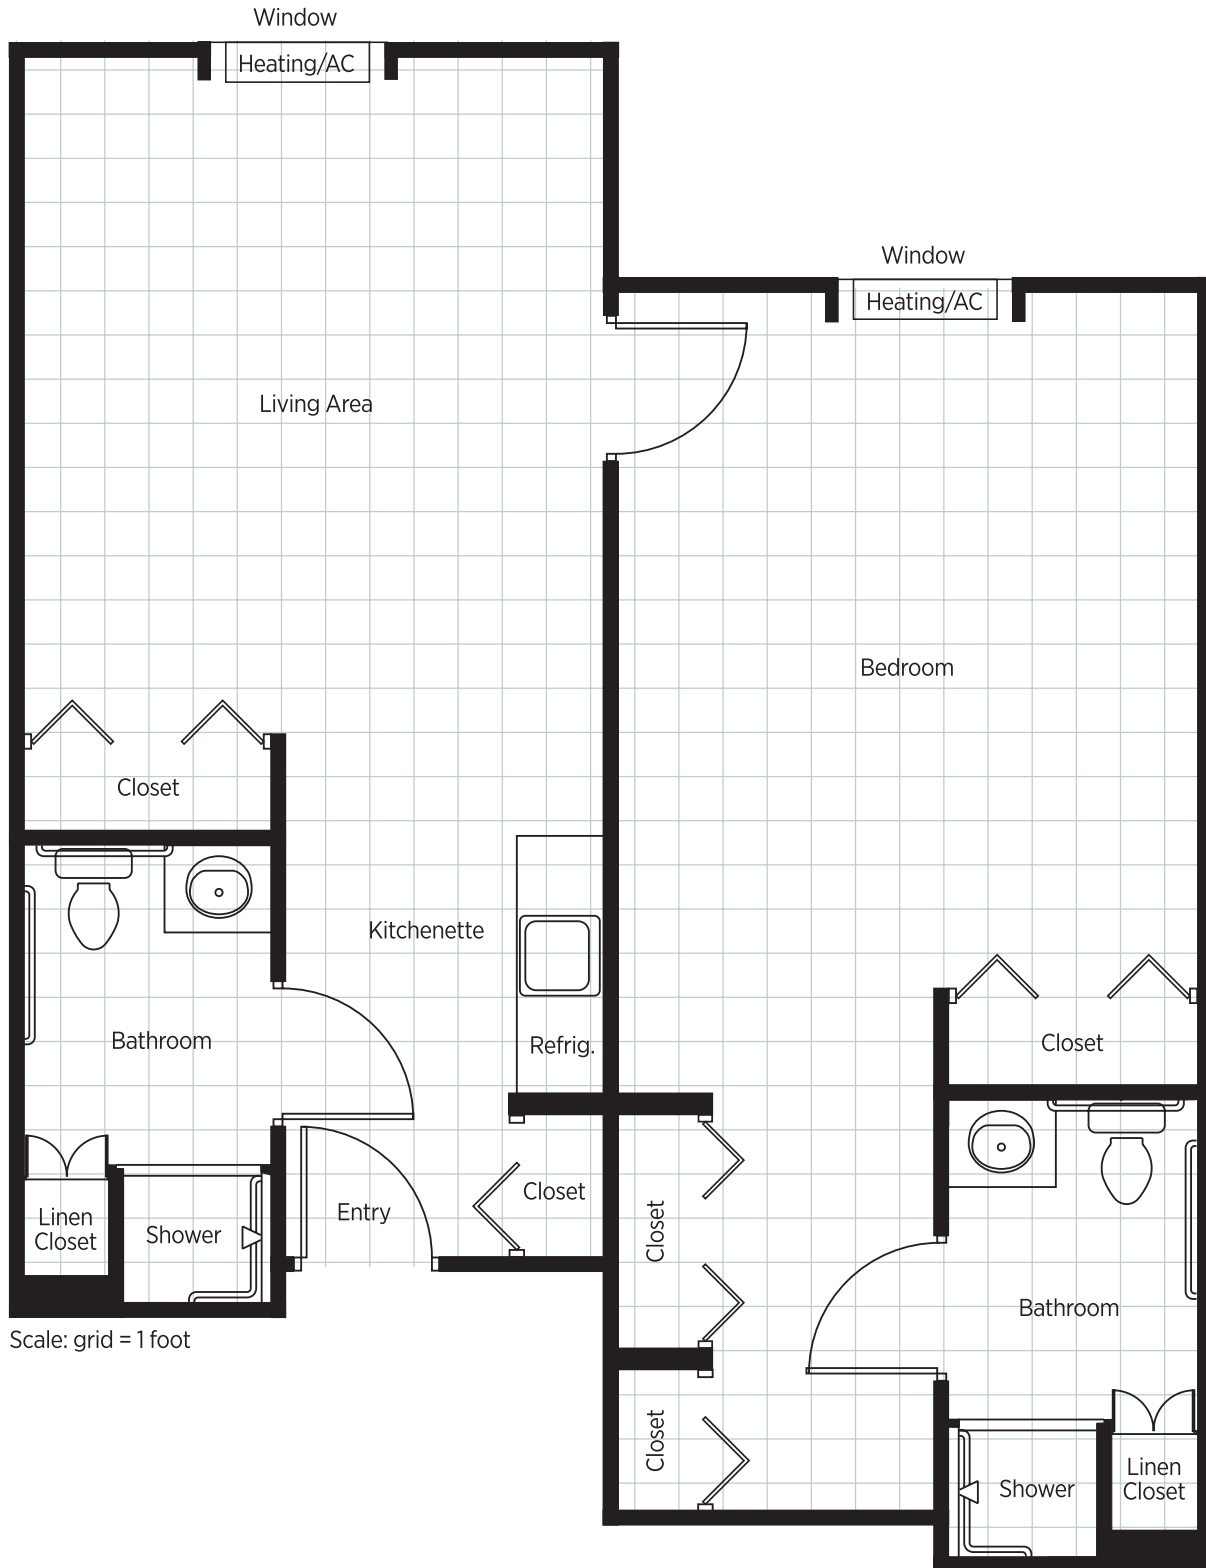 Window
Heating/AC
Window
Heating/AC
Living Area
Bedroom
Closet
Kitchenette
Refrig.
Bathroom
Closet
Linen
Closet
Shower
Entry
Closet
Closet
Bathroom
Scale: grid = 1 foot
Closet
Shower
Linen
Closet